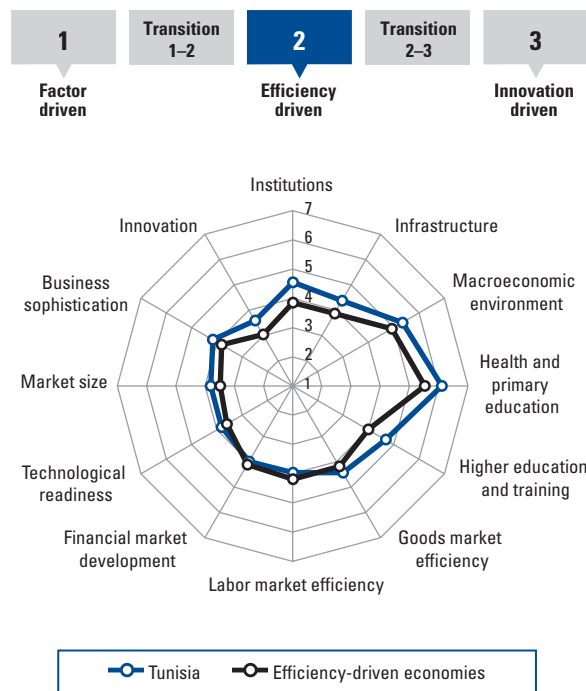 1
Transition
1–2
2
Transition
2–3
3
Factor
driven
Efficiency
driven
Innovation
driven
Institutions
Infrastructure
Macroeconomic
environment
Health and
primary
education
Higher education
and training
Goods market
efficiency
Labor market efficiency
Financial market
development
Technological
readiness
Market size
Business
sophistication
Innovation
7
6
5
4
3
2
1
Tunisia
Efficiency-driven economies